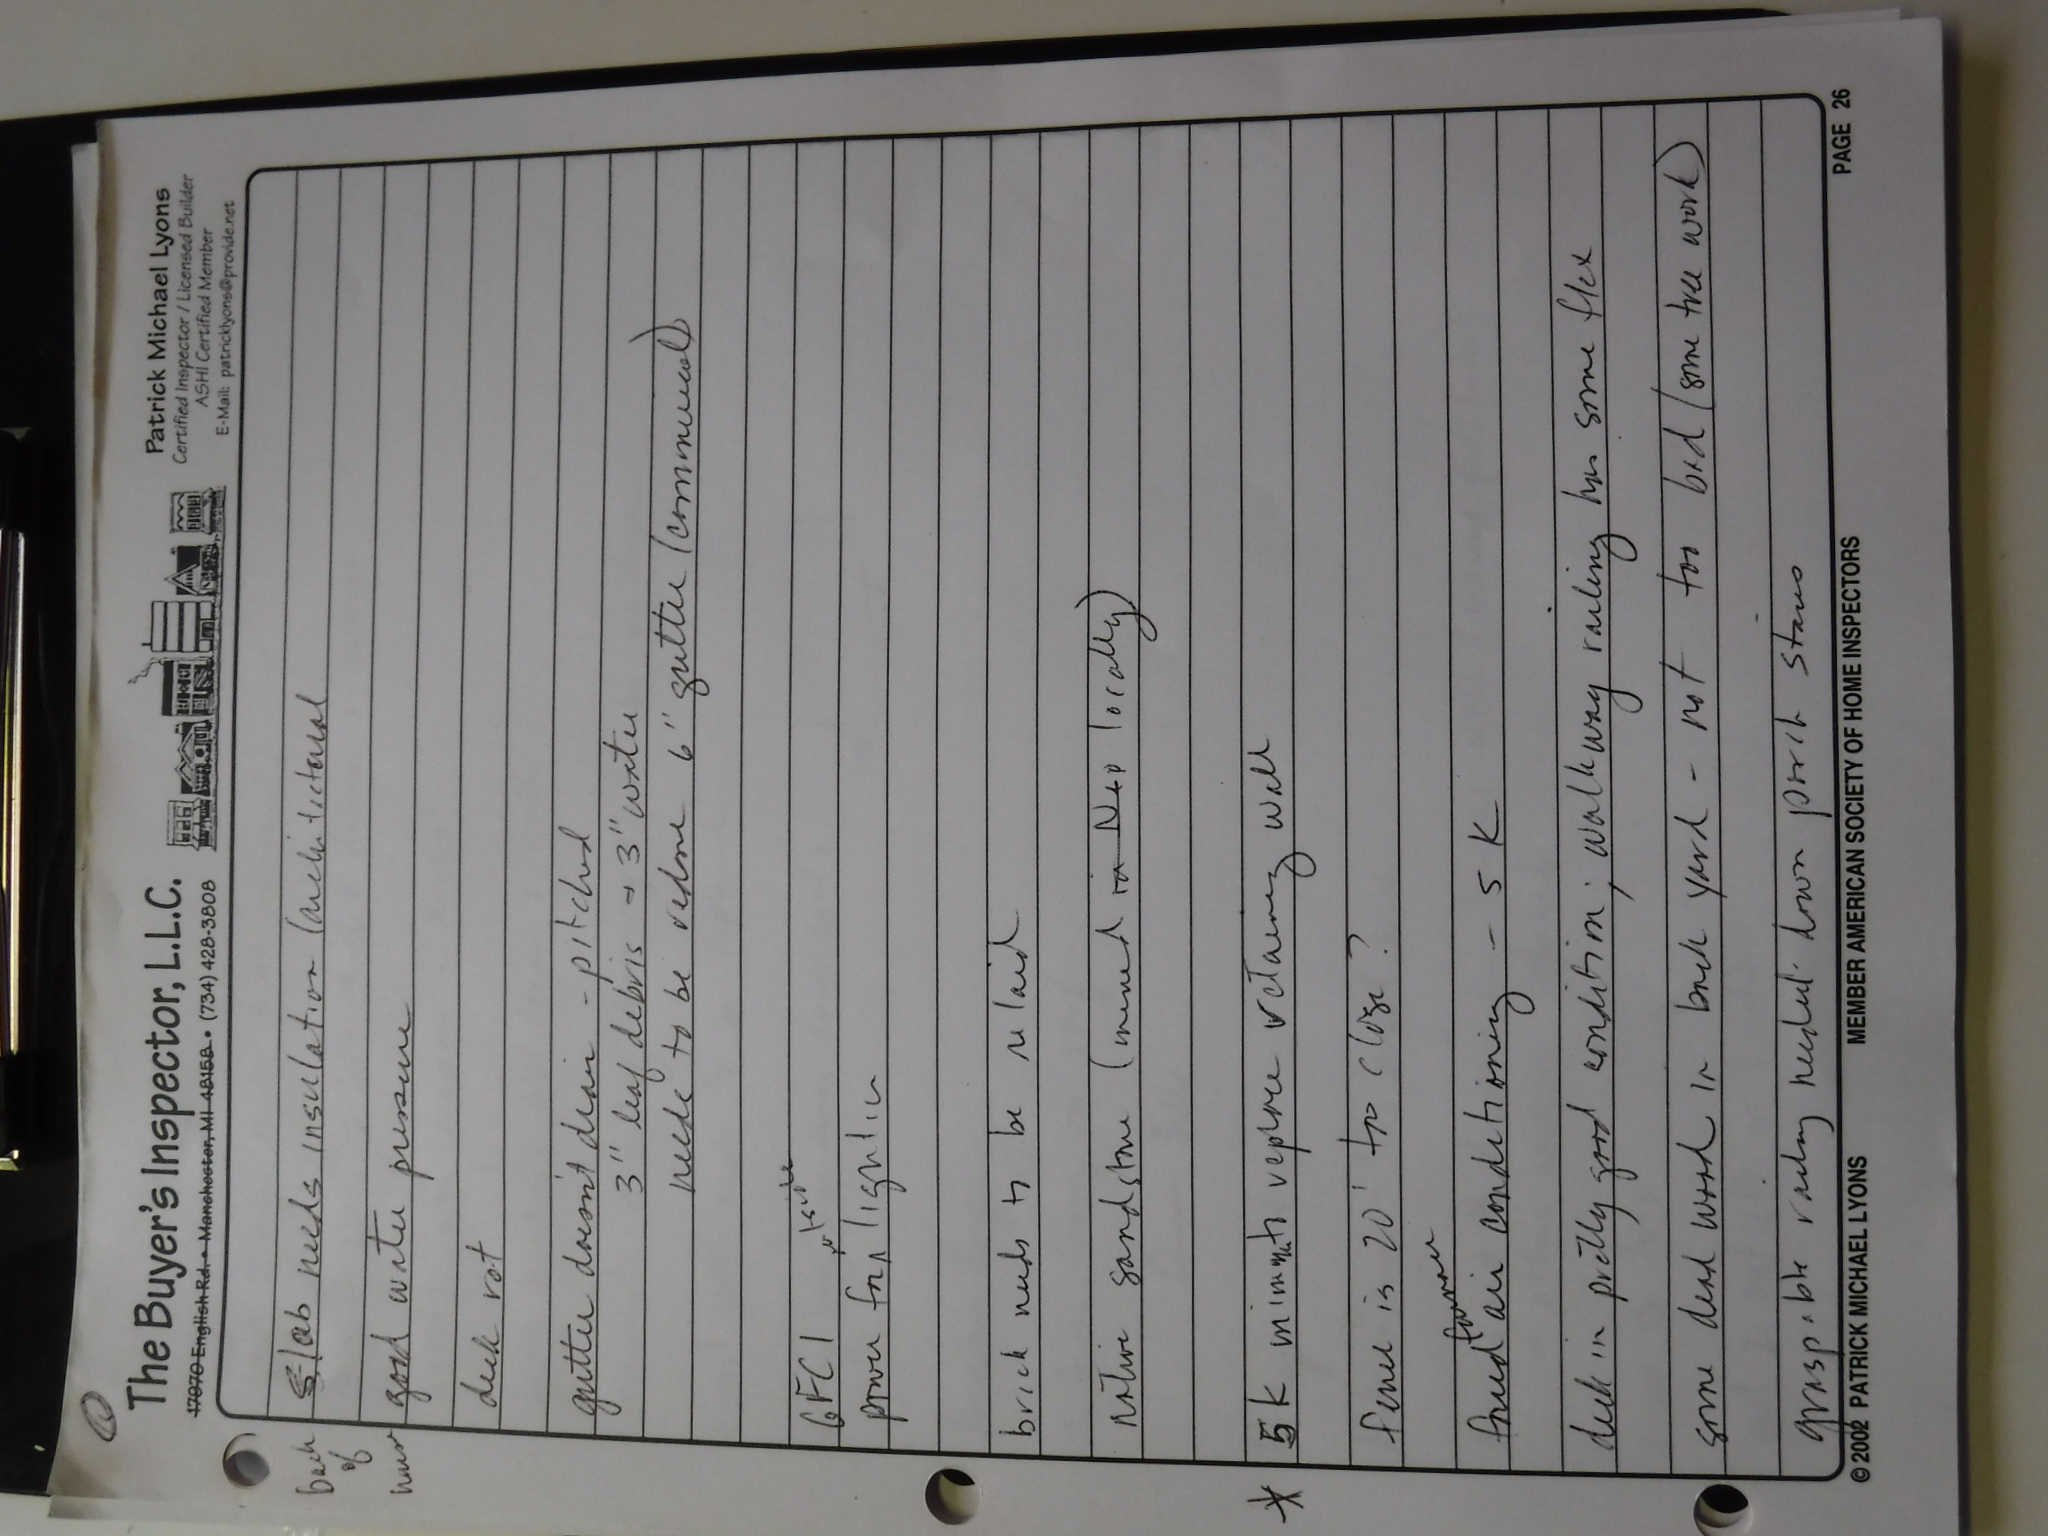 The Buyer's Inspector, L.L.C.
17070 English Rd. • Manchester, MI 48158 • (734) 428-3808
Patrick Michael Lyons
Certified Inspector / Licensed Builder
ASHI Certified Member
E-Mail: patricklyons@provide.net
back
of
house
slab needs insulation (architectural
good water pressure
deck rot
gutter doesn't drain - pitched
3" leaf debris → 3" water
needs to be redone 6" gutter (commercial)
GFCI
outside
power for lightin
brick needs to be relaid
native sandstone (mined in Nap locally)
* 5K minimum to replace retaining wall
fence is 20' too close?
furnace
forced air conditioning - 5K
deck in pretty good condition; walkway railing has some flex
some dead wood in back yard - not too bad (some tree work)
graspable railing needed down porch stairs
© 2002 PATRICK MICHAEL LYONS
MEMBER AMERICAN SOCIETY OF HOME INSPECTORS
PAGE 26